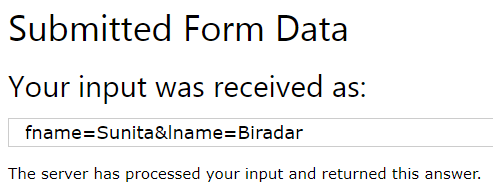 Submitted Form Data
Your input was received as:
fname=Sunita&lname=Biradar
The server has processed your input and returned this answer.